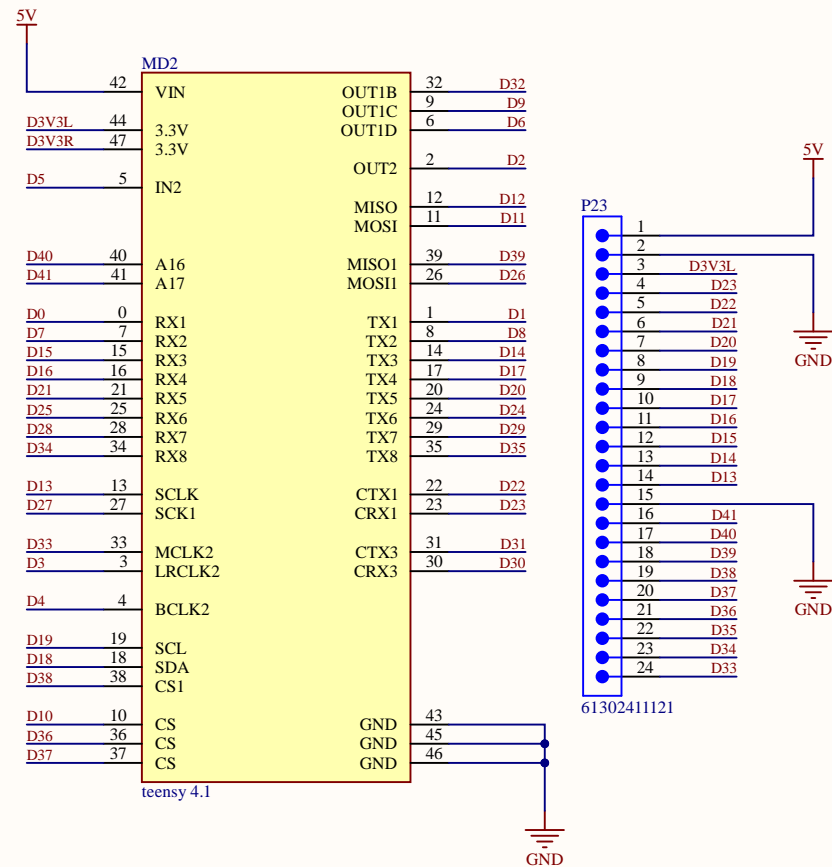 5V
MD2
42 VIN OUT1B 32 D32
OUT1C 9 D9
D3V3L 44 3.3V OUT1D 6 D6
D3V3R 47 3.3V
OUT2 2 D2
D5 5 IN2
MISO 12 D12
MOSI 11 D11
D40 40 A16 MISO1 39 D39
D41 41 A17 MOSI1 26 D26
D0 0 RX1 TX1 1 D1
D7 7 RX2 TX2 8 D8
D15 15 RX3 TX3 14 D14
D16 16 RX4 TX4 17 D17
D21 21 RX5 TX5 20 D20
D25 25 RX6 TX6 24 D24
D28 28 RX7 TX7 29 D29
D34 34 RX8 TX8 35 D35
D13 13 SCLK CTX1 22 D22
D27 27 SCK1 CRX1 23 D23
D33 33 MCLK2 CTX3 31 D31
D3 3 LRCLK2 CRX3 30 D30
D4 4 BCLK2
D19 19 SCL
D18 18 SDA
D38 38 CS1
D10 10 CS GND 43
D36 36 CS GND 45
D37 37 CS GND 46
teensy 4.1
GND
5V
P23
1
2
3 D3V3L
4 D23
5 D22
6 D21
7 D20
8 D19
9 D18
10 D17
11 D16
12 D15
13 D14
14 D13
15
16 D41
17 D40
18 D39
19 D38
20 D37
21 D36
22 D35
23 D34
24 D33
GND
GND
61302411121